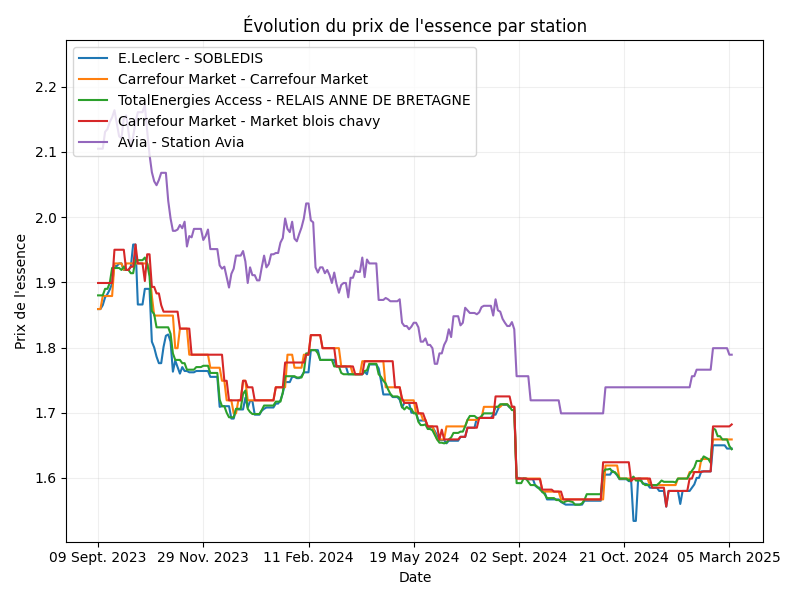 Évolution du prix de l'essence par station
E.Leclerc - SOBLEDIS
Carrefour Market - Carrefour Market
TotalEnergies Access - RELAIS ANNE DE BRETAGNE
Carrefour Market - Market blois chavy
Avia - Station Avia
Prix de l'essence
2.2
2.1
2.0
1.9
1.8
1.7
1.6
09 Sept. 2023
29 Nov. 2023
11 Feb. 2024
19 May 2024
02 Sept. 2024
21 Oct. 2024
05 March 2025
Date